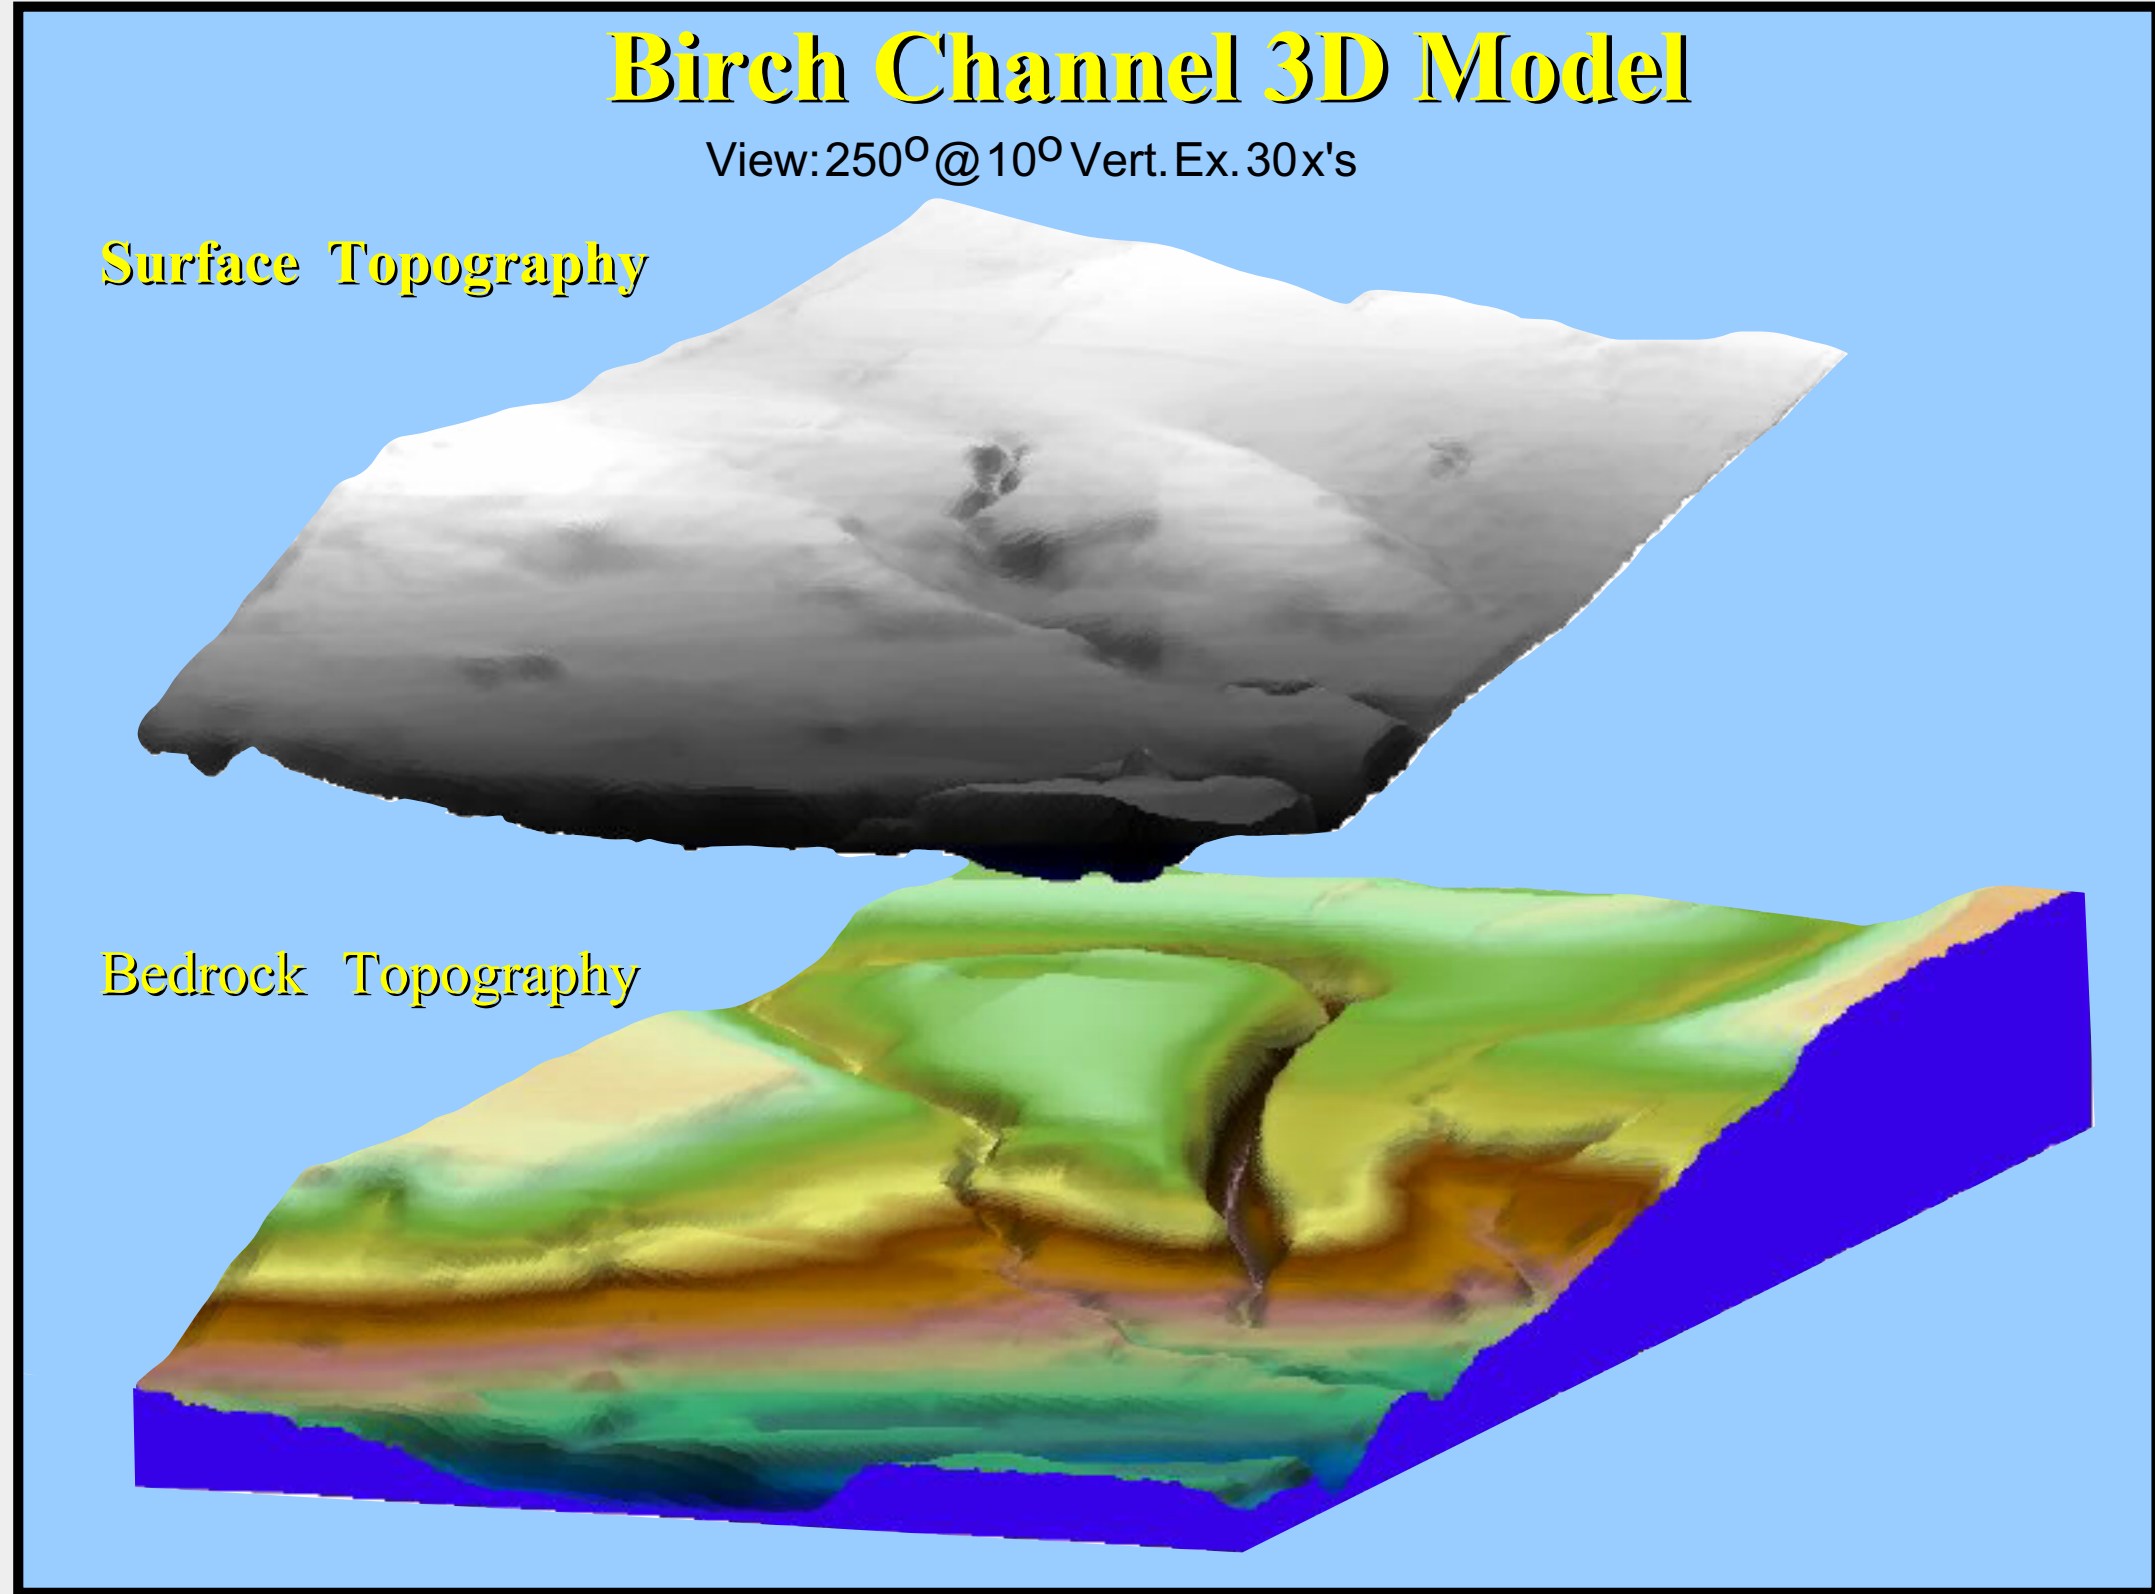 Birch Channel 3D Model
View: 250º @ 10º Vert. Ex. 30x's
Surface Topography
Bedrock Topography